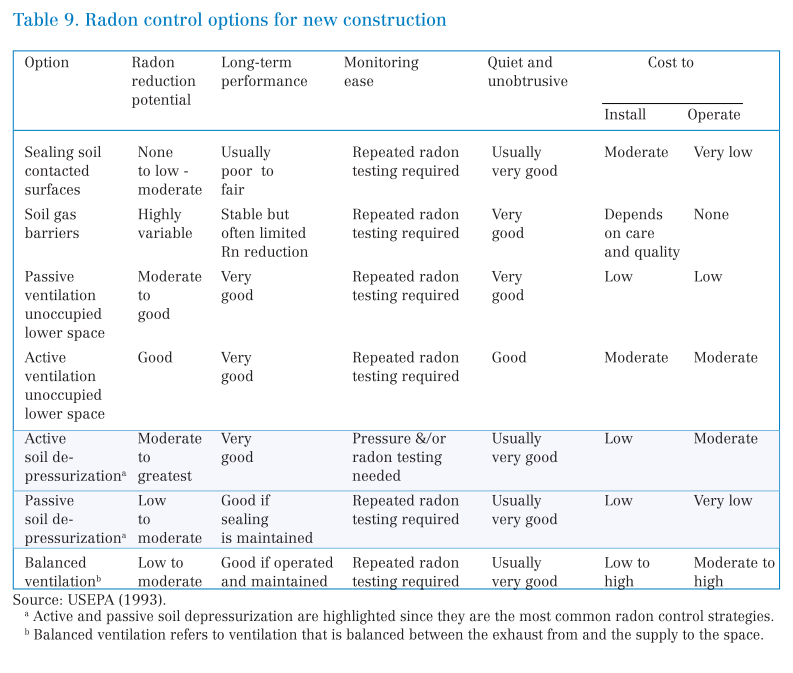 Table 9. Radon control options for new construction
Option Radon reduction potential Long-term performance Monitoring ease Quiet and unobtrusive Cost to
Install Operate
Sealing soil contacted surfaces None to low - moderate Usually poor to fair Repeated radon testing required Usually very good Moderate Very low
Soil gas barriers Highly variable Stable but often limited Rn reduction Repeated radon testing required Very good Depends on care and quality None
Passive ventilation unoccupied lower space Moderate to good Very good Repeated radon testing required Very good Low Low
Active ventilation unoccupied lower space Good Very good Repeated radon testing required Good Moderate Moderate
Active soil de-pressurizationᵃ Moderate to greatest Very good Pressure &/or radon testing needed Usually very good Low Moderate
Passive soil de-pressurizationᵃ Low to moderate Good if sealing is maintained Repeated radon testing required Usually very good Low Very low
Balanced ventilationᵇ Low to moderate Good if operated and maintained Repeated radon testing required Usually very good Low to high Moderate to high
Source: USEPA (1993).
ᵃ Active and passive soil depressurization are highlighted since they are the most common radon control strategies.
ᵇ Balanced ventilation refers to ventilation that is balanced between the exhaust from and the supply to the space.